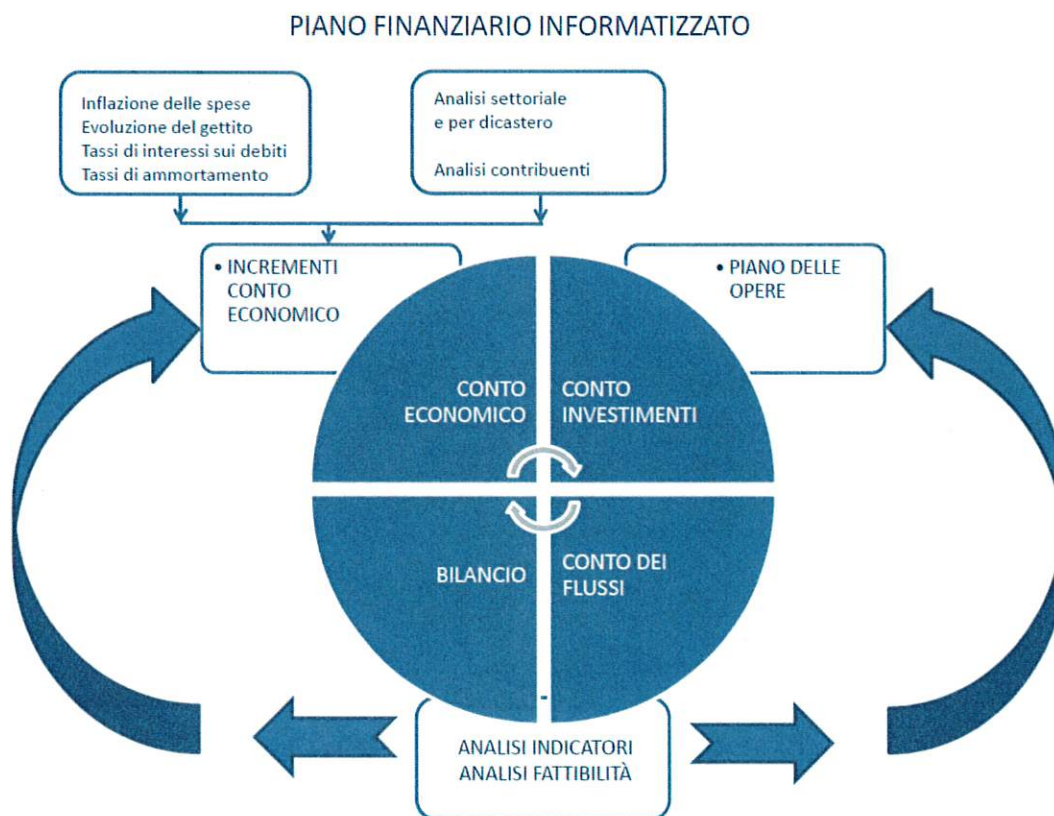 PIANO FINANZIARIO INFORMATIZZATO
Inflazione delle spese
Evoluzione del gettito
Tassi di interessi sui debiti
Tassi di ammortamento
Analisi settoriale
e per dicastero
Analisi contribuenti
• INCREMENTI
CONTO
ECONOMICO
• PIANO DELLE
OPERE
CONTO
ECONOMICO
CONTO
INVESTIMENTI
BILANCIO
CONTO DEI
FLUSSI
ANALISI INDICATORI
ANALISI FATTIBILITÀ